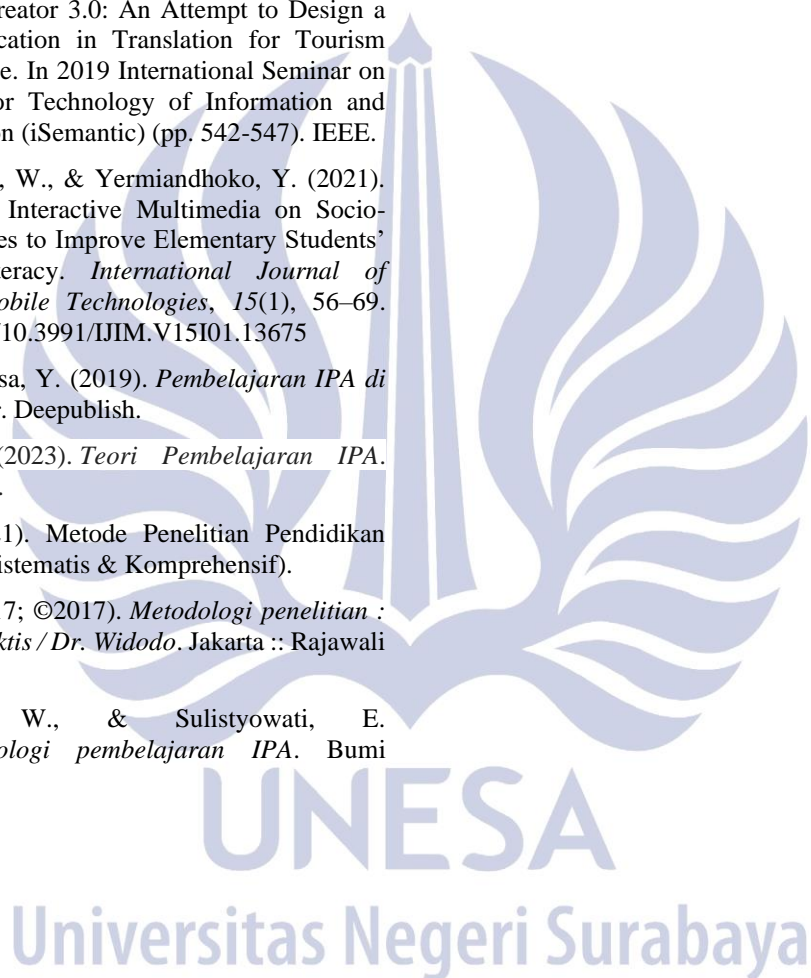 reator 3.0: An Attempt to Design a
cation in Translation for Tourism
e. In 2019 International Seminar on
or Technology of Information and
on (iSemantic) (pp. 542-547). IEEE.
, W., & Yermiandhoko, Y. (2021).
Interactive Multimedia on Socio-
es to Improve Elementary Students’
eracy. International Journal of
obile Technologies, 15(1), 56–69.
/10.3991/IJIM.V15I01.13675
sa, Y. (2019). Pembelajaran IPA di
r. Deepublish.
(2023). Teori Pembelajaran IPA.
.
21). Metode Penelitian Pendidikan
istematis & Komprehensif).
17; ©2017). Metodologi penelitian :
ktis / Dr. Widodo. Jakarta :: Rajawali
W., & Sulistyowati, E.
ologi pembelajaran IPA. Bumi
UNESA
Universitas Negeri Surabaya